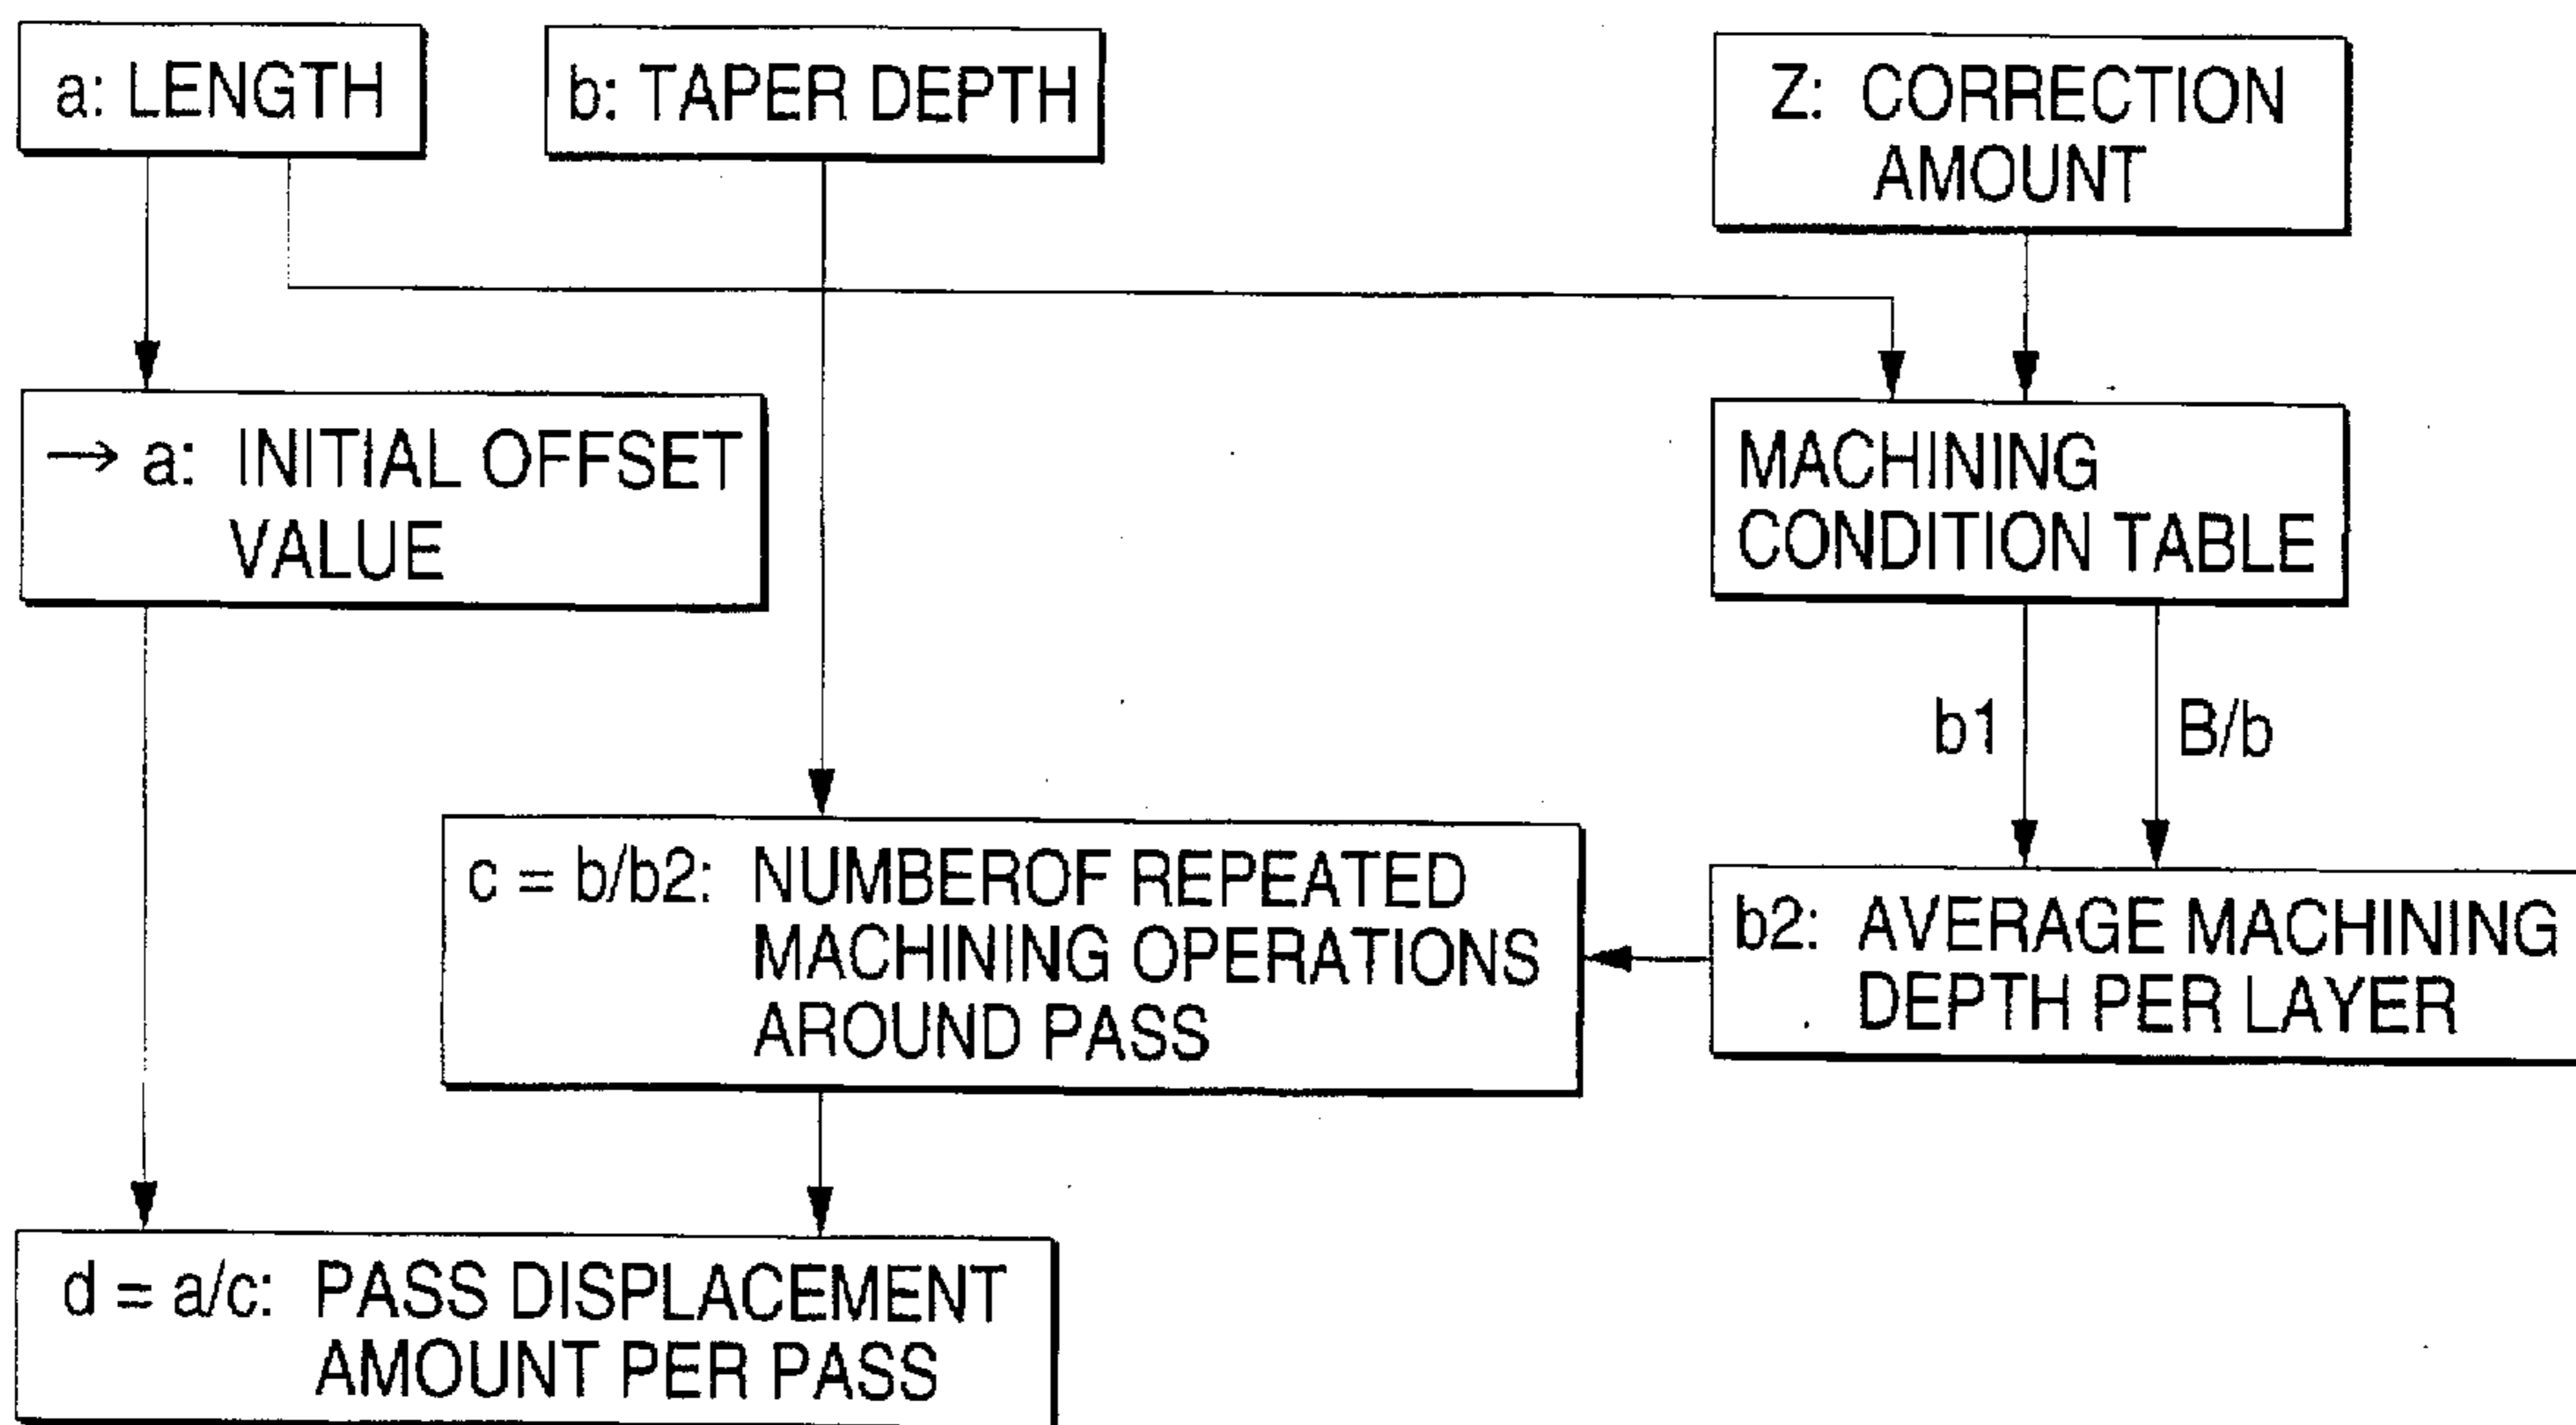 a: LENGTH
b: TAPER DEPTH
Z: CORRECTION
AMOUNT
→ a: INITIAL OFFSET
VALUE
MACHINING
CONDITION TABLE
b1
B/b
c = b/b2: NUMBEROF REPEATED
MACHINING OPERATIONS
AROUND PASS
b2: AVERAGE MACHINING
DEPTH PER LAYER
d = a/c: PASS DISPLACEMENT
AMOUNT PER PASS